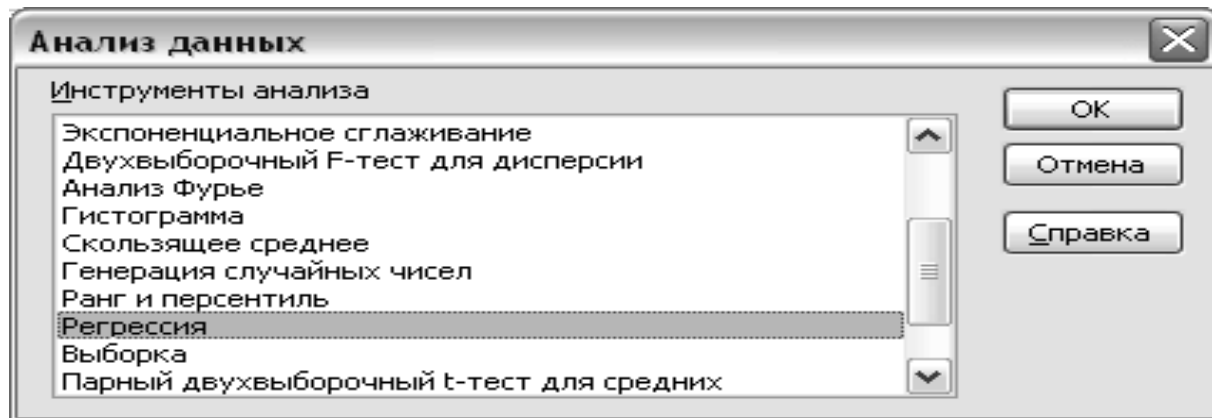 Анализ данных
Инструменты анализа
Экспоненциальное сглаживание
Двухвыборочный F-тест для дисперсии
Анализ Фурье
Гистограмма
Скользящее среднее
Генерация случайных чисел
Ранг и персентиль
Регрессия
Выборка
Парный двухвыборочный t-тест для средних
OK
Отмена
Справка